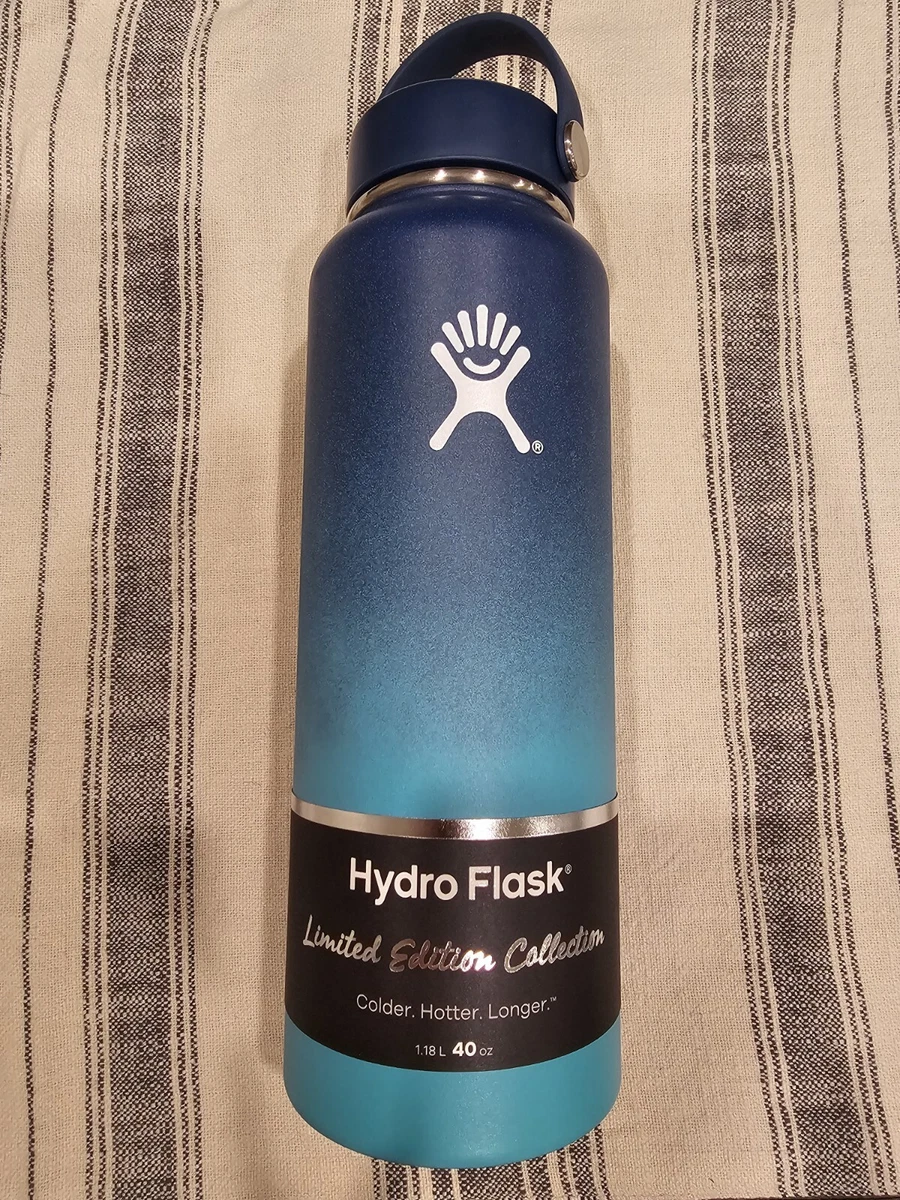 ®
Hydro Flask®
Limited Edition Collection
Colder. Hotter. Longer.™
1.18 L 40 oz